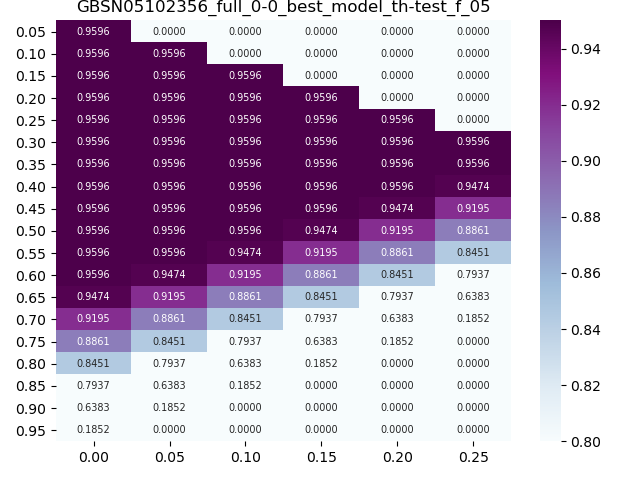 GBSN05102356_full_0-0_best_model_th-test_f_05
0.05 0.9596 0.0000 0.0000 0.0000 0.0000 0.0000
0.10 0.9596 0.9596 0.0000 0.0000 0.0000 0.0000
0.15 0.9596 0.9596 0.9596 0.0000 0.0000 0.0000
0.20 0.9596 0.9596 0.9596 0.9596 0.0000 0.0000
0.25 0.9596 0.9596 0.9596 0.9596 0.9596 0.0000
0.30 0.9596 0.9596 0.9596 0.9596 0.9596 0.9596
0.35 0.9596 0.9596 0.9596 0.9596 0.9596 0.9596
0.40 0.9596 0.9596 0.9596 0.9596 0.9596 0.9474
0.45 0.9596 0.9596 0.9596 0.9596 0.9474 0.9195
0.50 0.9596 0.9596 0.9596 0.9474 0.9195 0.8861
0.55 0.9596 0.9596 0.9474 0.9195 0.8861 0.8451
0.60 0.9596 0.9474 0.9195 0.8861 0.8451 0.7937
0.65 0.9474 0.9195 0.8861 0.8451 0.7937 0.6383
0.70 0.9195 0.8861 0.8451 0.7937 0.6383 0.1852
0.75 0.8861 0.8451 0.7937 0.6383 0.1852 0.0000
0.80 0.8451 0.7937 0.6383 0.1852 0.0000 0.0000
0.85 0.7937 0.6383 0.1852 0.0000 0.0000 0.0000
0.90 0.6383 0.1852 0.0000 0.0000 0.0000 0.0000
0.95 0.1852 0.0000 0.0000 0.0000 0.0000 0.0000
0.00 0.05 0.10 0.15 0.20 0.25
0.94
0.92
0.90
0.88
0.86
0.84
0.82
0.80